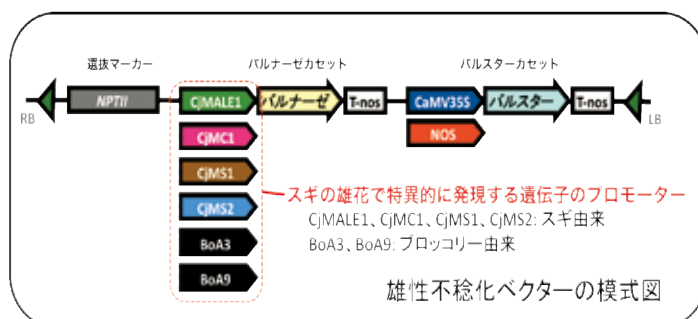 選抜マーカー バルナーゼカセット バルスターカセット
RB NPTII CjMALE1 バルナーゼ T-nos CaMV35S バルスター T-nos LB
CjMC1 NOS
CjMS1
CjMS2
BoA3
BoA9
スギの雄花で特異的に発現する遺伝子のプロモーター
CjMALE1、CjMC1、CjMS1、CjMS2: スギ由来
BoA3、BoA9: ブロッコリー由来
雄性不稔化ベクターの模式図